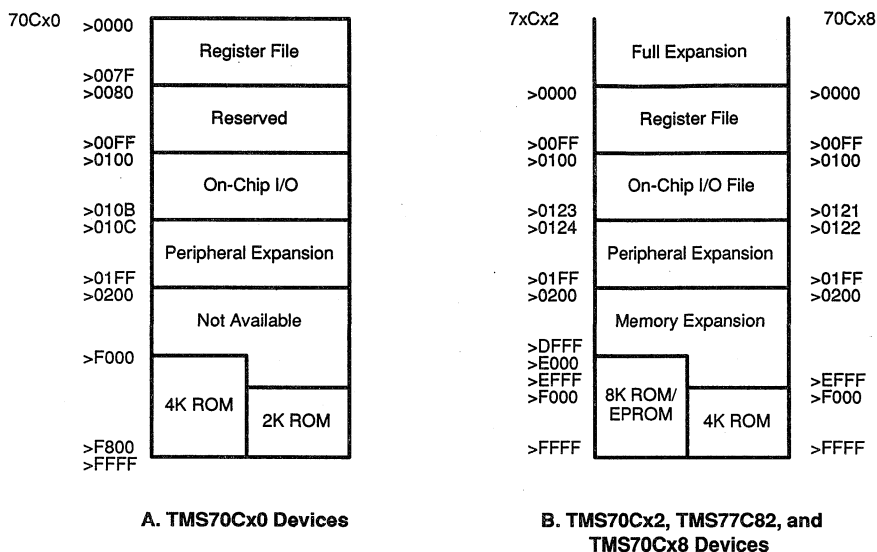 70Cx0
>0000
Register File
>007F
>0080
Reserved
>00FF
>0100
On-Chip I/O
>010B
>010C
Peripheral Expansion
>01FF
>0200
Not Available
>F000
4K ROM
2K ROM
>F800
>FFFF
A. TMS70Cx0 Devices
7xCx2
70Cx8
Full Expansion
>0000
>0000
Register File
>00FF
>00FF
>0100
>0100
On-Chip I/O File
>0123
>0121
>0124
>0122
Peripheral Expansion
>01FF
>01FF
>0200
>0200
Memory Expansion
>DFFF
>E000
>EFFF
>EFFF
>F000
>F000
8K ROM/
EPROM
4K ROM
>FFFF
>FFFF
B. TMS70Cx2, TMS77C82, and
TMS70Cx8 Devices